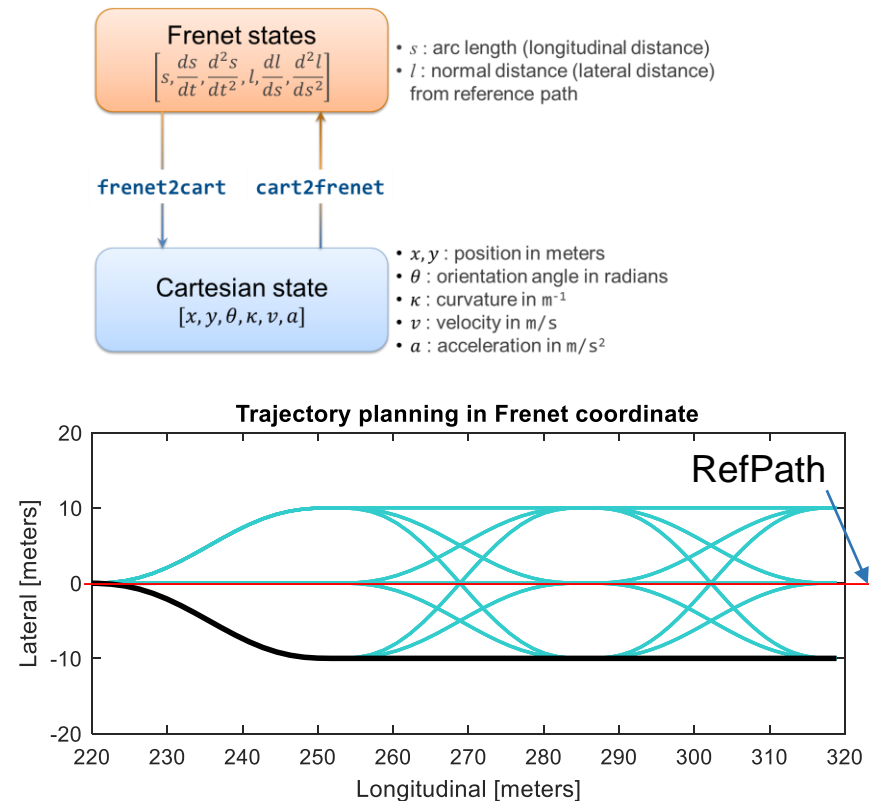 Frenet states
[s, ds/dt, d²s/dt², l, dl/ds, d²l/ds²]
• s : arc length (longitudinal distance)
• l : normal distance (lateral distance)
from reference path
frenet2cart cart2frenet
Cartesian state
[x, y, θ, κ, v, a]
• x, y : position in meters
• θ : orientation angle in radians
• κ : curvature in m⁻¹
• v : velocity in m/s
• a : acceleration in m/s²
Trajectory planning in Frenet coordinate
RefPath
Lateral [meters]
20
10
0
-10
-20
220 230 240 250 260 270 280 290 300 310 320
Longitudinal [meters]